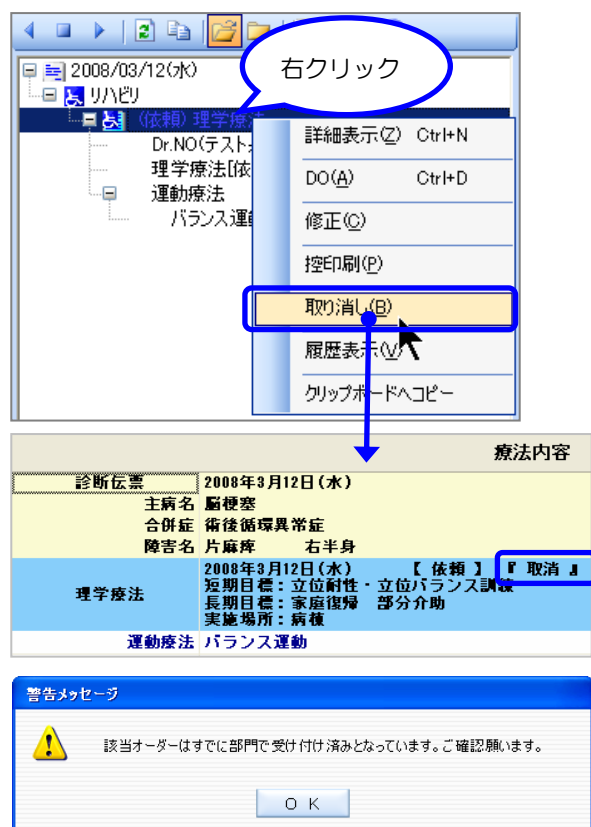 右クリック
2008/03/12(水)
リハビリ
(依頼) 理学療法
Dr.NO(テスト
理学療法[依
運動療法
バランス運動
詳細表示(Z) Ctrl+N
DO(A) Ctrl+D
修正(C)
控印刷(P)
取り消し(B)
履歴表示(V)
クリップボードへコピー
療法内容
診断伝票 2008年3月12日(水)
主病名 脳梗塞
合併症 術後循環異常症
障害名 片麻痺 右半身
理学療法 2008年3月12日(水) 【 依頼 】 『 取消 』
短期目標:立位耐性・立位バランス訓練
長期目標:家庭復帰 部分介助
実施場所:病棟
運動療法 バランス運動
警告メッセージ
該当オーダーはすでに部門で受け付け済みとなっています。ご確認願います。
ＯＫ